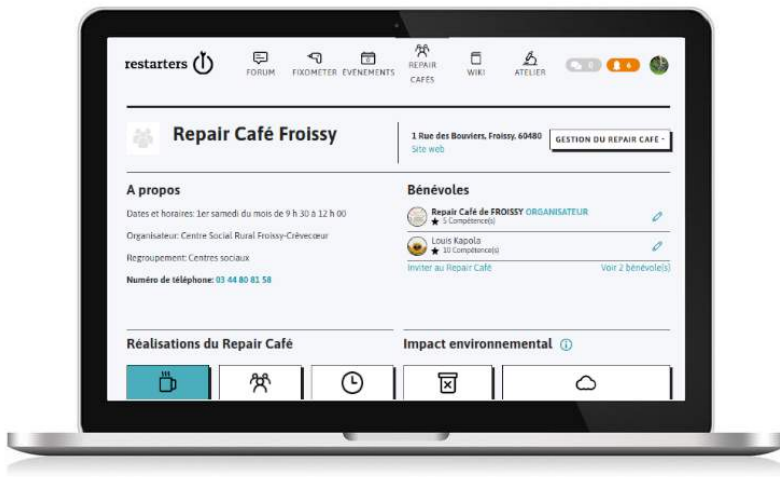 restarters
FORUM
FIXOMETER
ÉVÉNEMENTS
REPAIR
CAFÉS
WIKI
ATELIER
0
6
Repair Café Froissy
1 Rue des Bouviers, Froissy, 60480
Site web
GESTION DU REPAIR CAFÉ -
A propos
Dates et horaires: 1er samedi du mois de 9 h 30 à 12 h 00
Organisateur: Centre Social Rural Froissy-Crèvecœur
Regroupement: Centres sociaux
Numéro de téléphone: 03 44 80 81 58
Bénévoles
Repair Café de FROISSY ORGANISATEUR
★ 5 Compétence(s)
Louis Kapola
★ 10 Compétence(s)
Inviter au Repair Café Voir 2 bénévole(s)
Réalisations du Repair Café
Impact environnemental